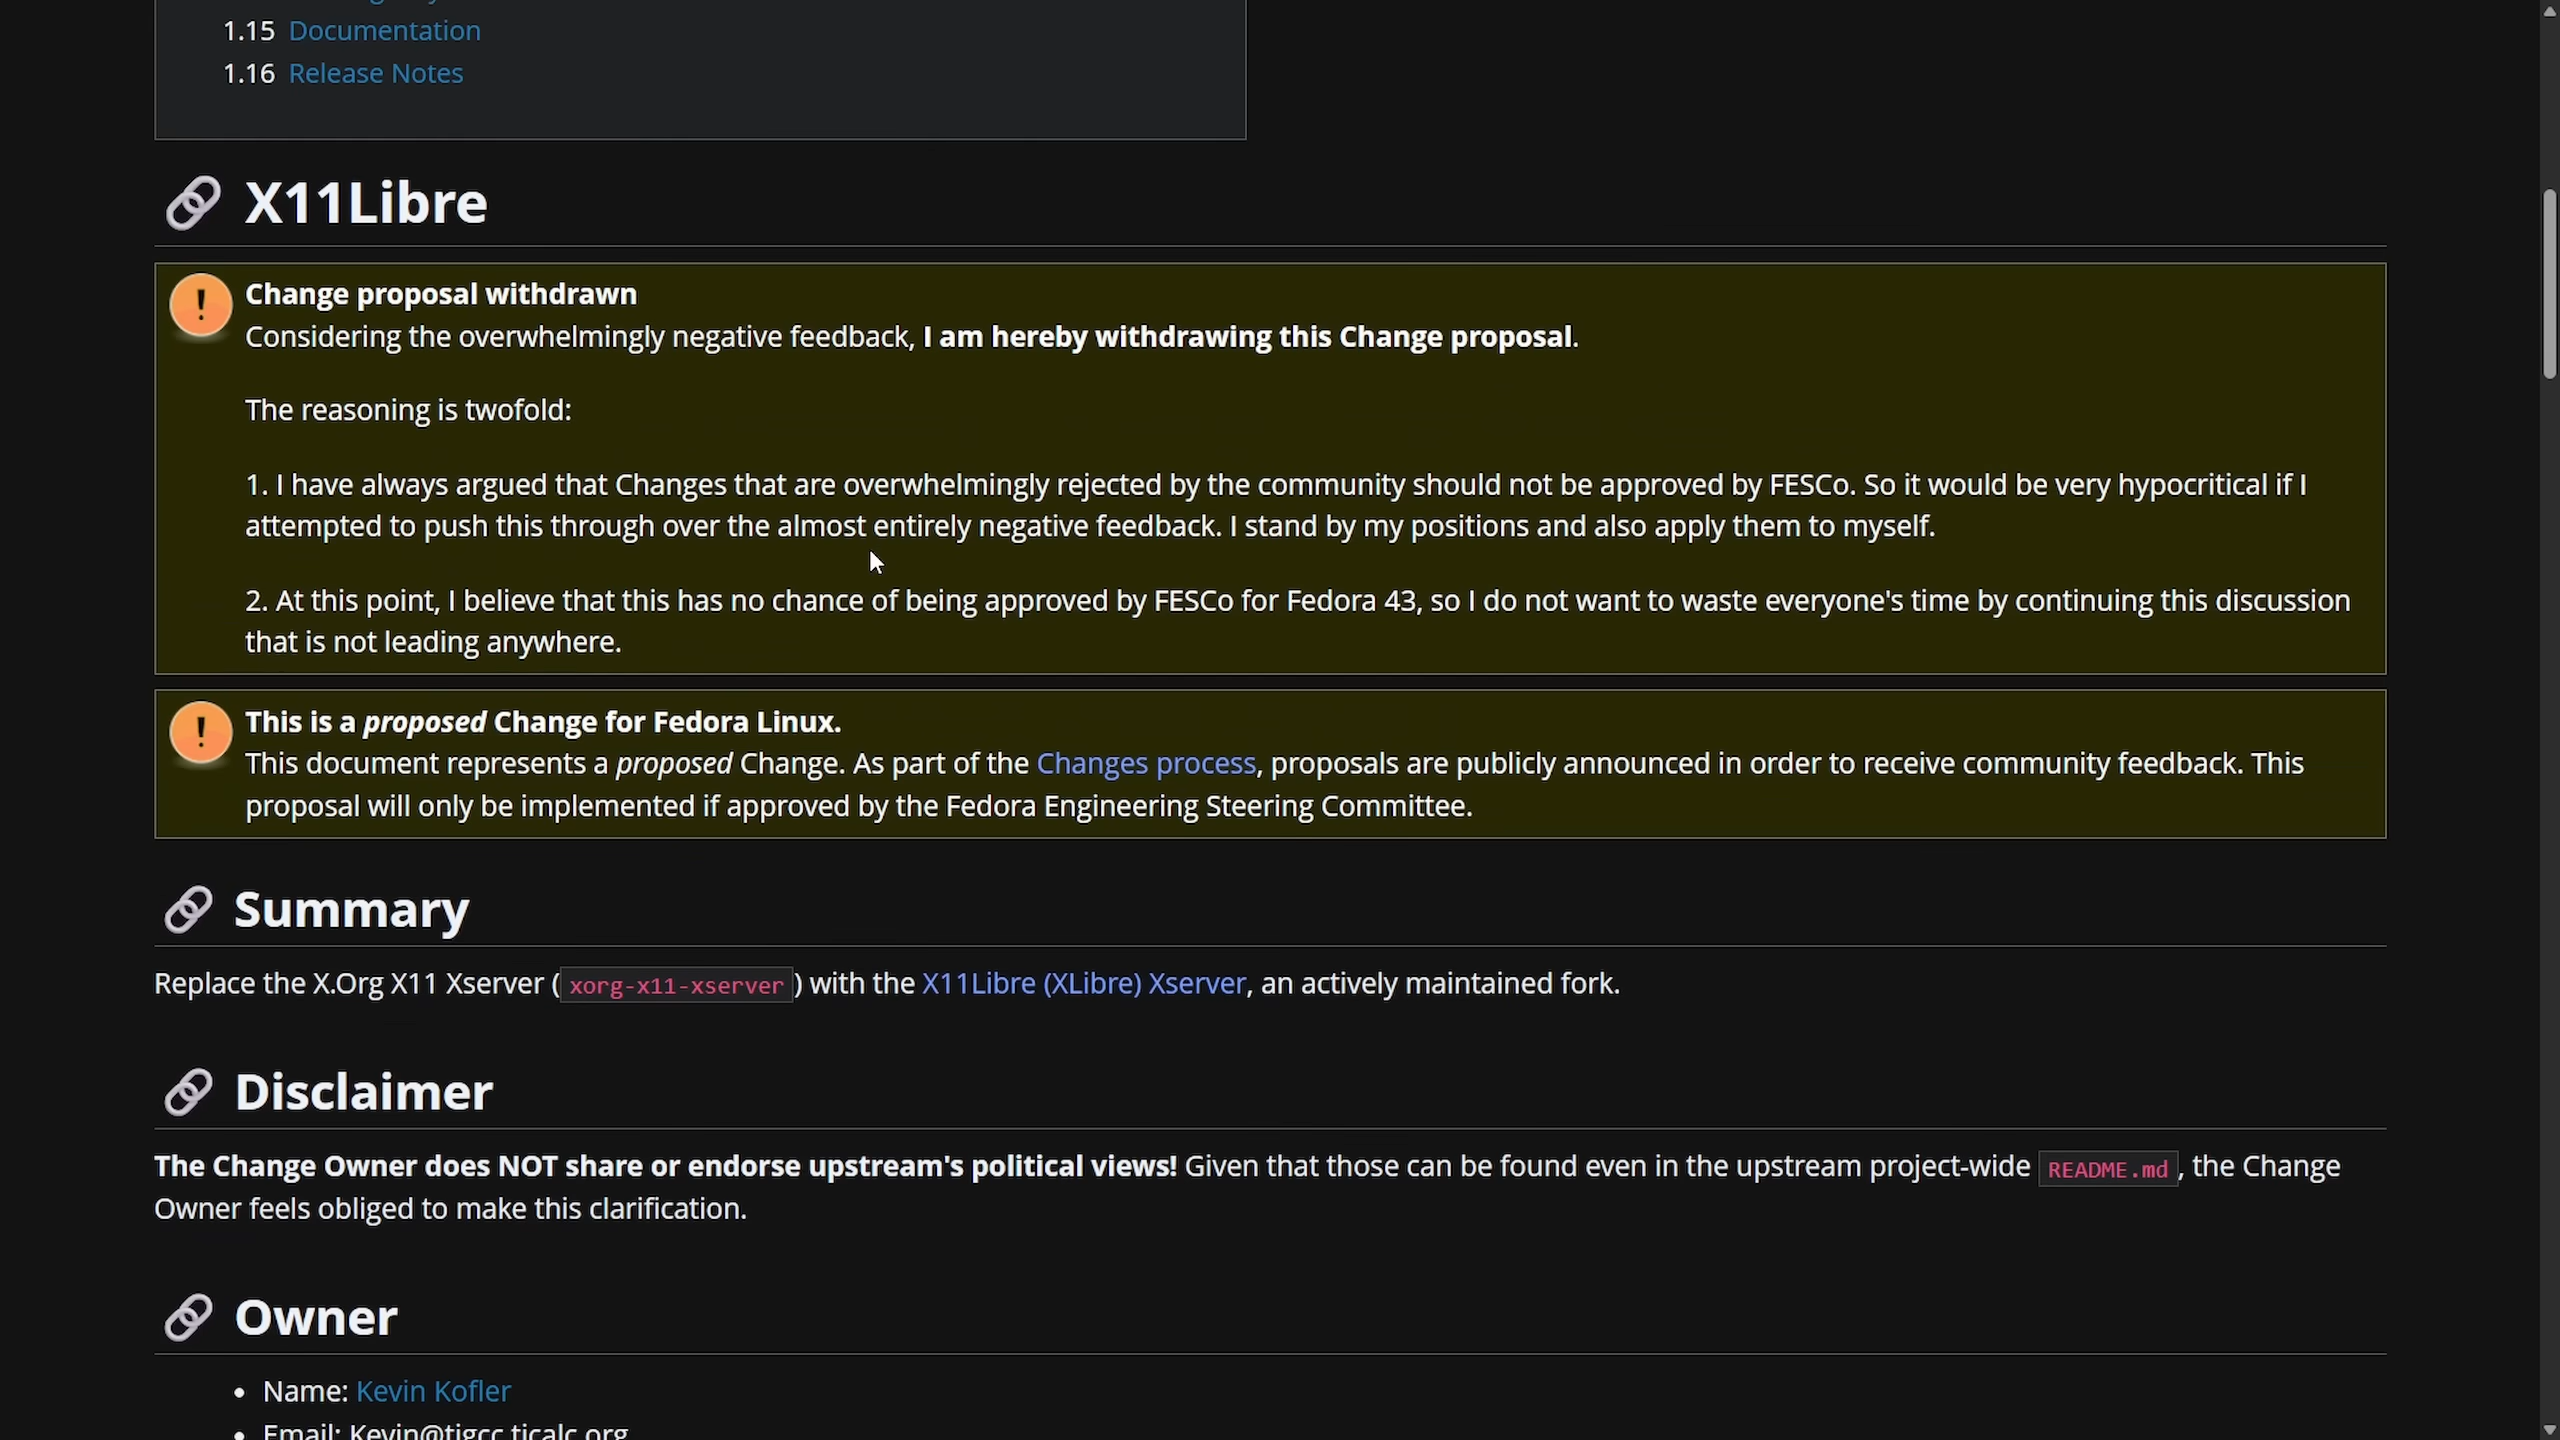 1.15 Documentation
1.16 Release Notes
X11Libre
Change proposal withdrawn
Considering the overwhelmingly negative feedback, I am hereby withdrawing this Change proposal.
The reasoning is twofold:
1. I have always argued that Changes that are overwhelmingly rejected by the community should not be approved by FESCo. So it would be very hypocritical if I
attempted to push this through over the almost entirely negative feedback. I stand by my positions and also apply them to myself.
2. At this point, I believe that this has no chance of being approved by FESCo for Fedora 43, so I do not want to waste everyone's time by continuing this discussion
that is not leading anywhere.
This is a proposed Change for Fedora Linux.
This document represents a proposed Change. As part of the Changes process, proposals are publicly announced in order to receive community feedback. This
proposal will only be implemented if approved by the Fedora Engineering Steering Committee.
Summary
Replace the X.Org X11 Xserver (xorg-x11-xserver) with the X11Libre (XLibre) Xserver, an actively maintained fork.
Disclaimer
The Change Owner does NOT share or endorse upstream's political views! Given that those can be found even in the upstream project-wide README.md, the Change
Owner feels obliged to make this clarification.
Owner
• Name: Kevin Kofler
• Email: Kevin@tigcc.ticalc.org